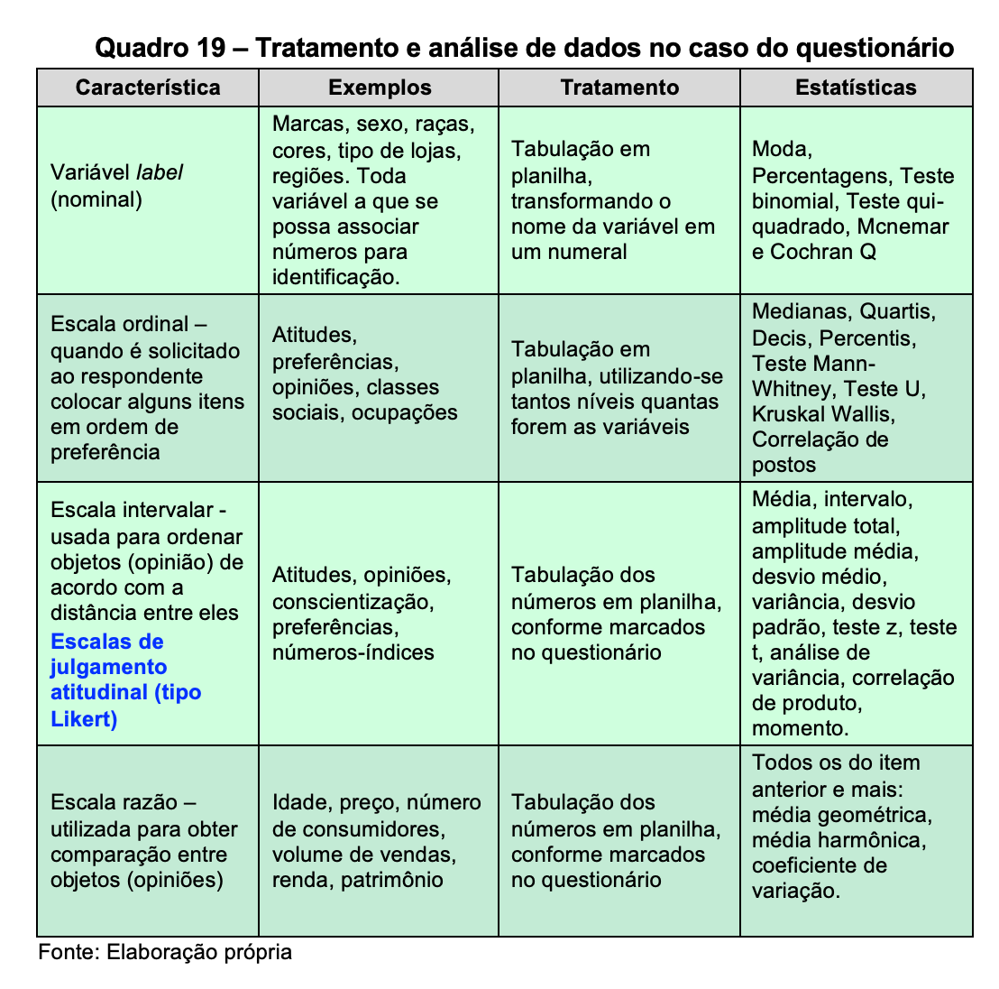 Quadro 19 – Tratamento e análise de dados no caso do questionário
Característica
Exemplos
Tratamento
Estatísticas
Variável label
(nominal)
Marcas, sexo, raças,
cores, tipo de lojas,
regiões. Toda
variável a que se
possa associar
números para
identificação.
Tabulação em
planilha,
transformando o
nome da variável em
um numeral
Moda,
Percentagens, Teste
binomial, Teste qui-
quadrado, Mcnemar
e Cochran Q
Escala ordinal –
quando é solicitado
ao respondente
colocar alguns itens
em ordem de
preferência
Atitudes,
preferências,
opiniões, classes
sociais, ocupações
Tabulação em
planilha, utilizando-se
tantos níveis quantas
forem as variáveis
Medianas, Quartis,
Decis, Percentis,
Teste Mann-
Whitney, Teste U,
Kruskal Wallis,
Correlação de
postos
Escala intervalar -
usada para ordenar
objetos (opinião) de
acordo com a
distância entre eles
Escalas de
julgamento
atitudinal (tipo
Likert)
Atitudes, opiniões,
conscientização,
preferências,
números-índices
Tabulação dos
números em planilha,
conforme marcados
no questionário
Média, intervalo,
amplitude total,
amplitude média,
desvio médio,
variância, desvio
padrão, teste z, teste
t, análise de
variância, correlação
de produto,
momento.
Escala razão –
utilizada para obter
comparação entre
objetos (opiniões)
Idade, preço, número
de consumidores,
volume de vendas,
renda, patrimônio
Tabulação dos
números em planilha,
conforme marcados
no questionário
Todos os do item
anterior e mais:
média geométrica,
média harmônica,
coeficiente de
variação.
Fonte: Elaboração própria